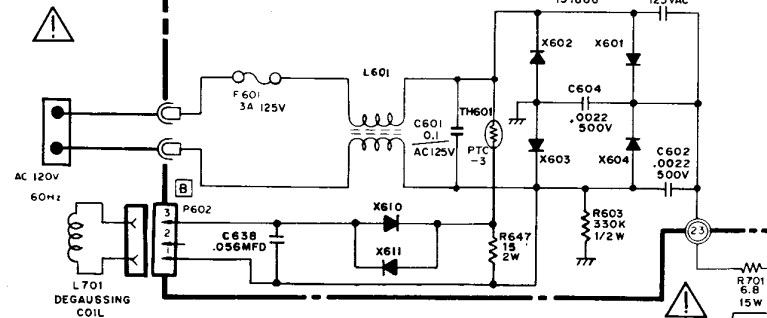 125VAC
X602
X601
L601
F601
3A 125V
C604
.0022
500V
C601
0.1
AC125V
TH601
PTC
-3
X603
X604
C602
.0022
500V
AC 120V
60Hz
B
P602
3
2
1
X610
C638
.056MFD
X611
R647
15
2W
R603
330K
1/2W
23
L701
DEGAUSSING
COIL
R701
6.8
15W